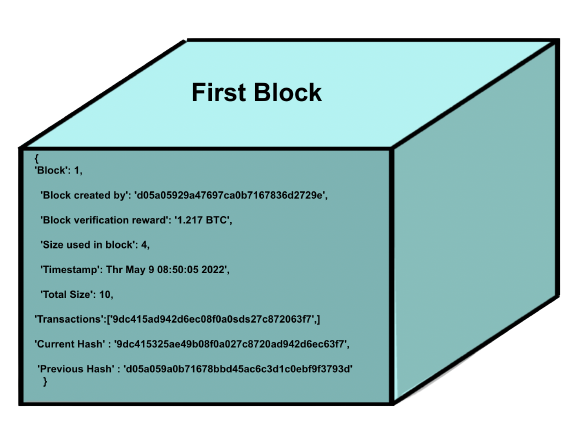 First Block
{
'Block': 1,
'Block created by': 'd05a05929a47697ca0b7167836d2729e',
'Block verification reward': '1.217 BTC',
'Size used in block': 4,
'Timestamp': Thr May 9 08:50:05 2022',
'Total Size': 10,
'Transactions':['9dc415ad942d6ec08f0a0sds27c872063f7',]
'Current Hash' : '9dc415325ae49b08f0a027c8720ad942d6ec63f7',
'Previous Hash' : 'd05a059a0b71678bbd45ac6c3d1c0ebf9f3793d'
}